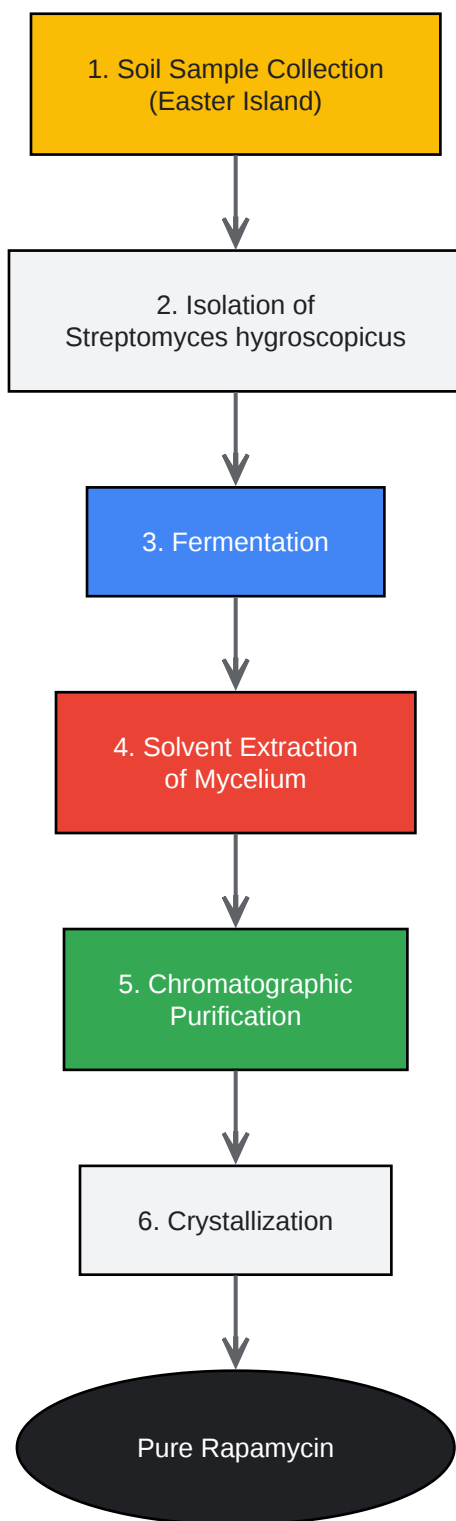 1. Soil Sample Collection
(Easter Island)
2. Isolation of
Streptomyces hygroscopicus
3. Fermentation
4. Solvent Extraction
of Mycelium
5. Chromatographic
Purification
6. Crystallization
Pure Rapamycin